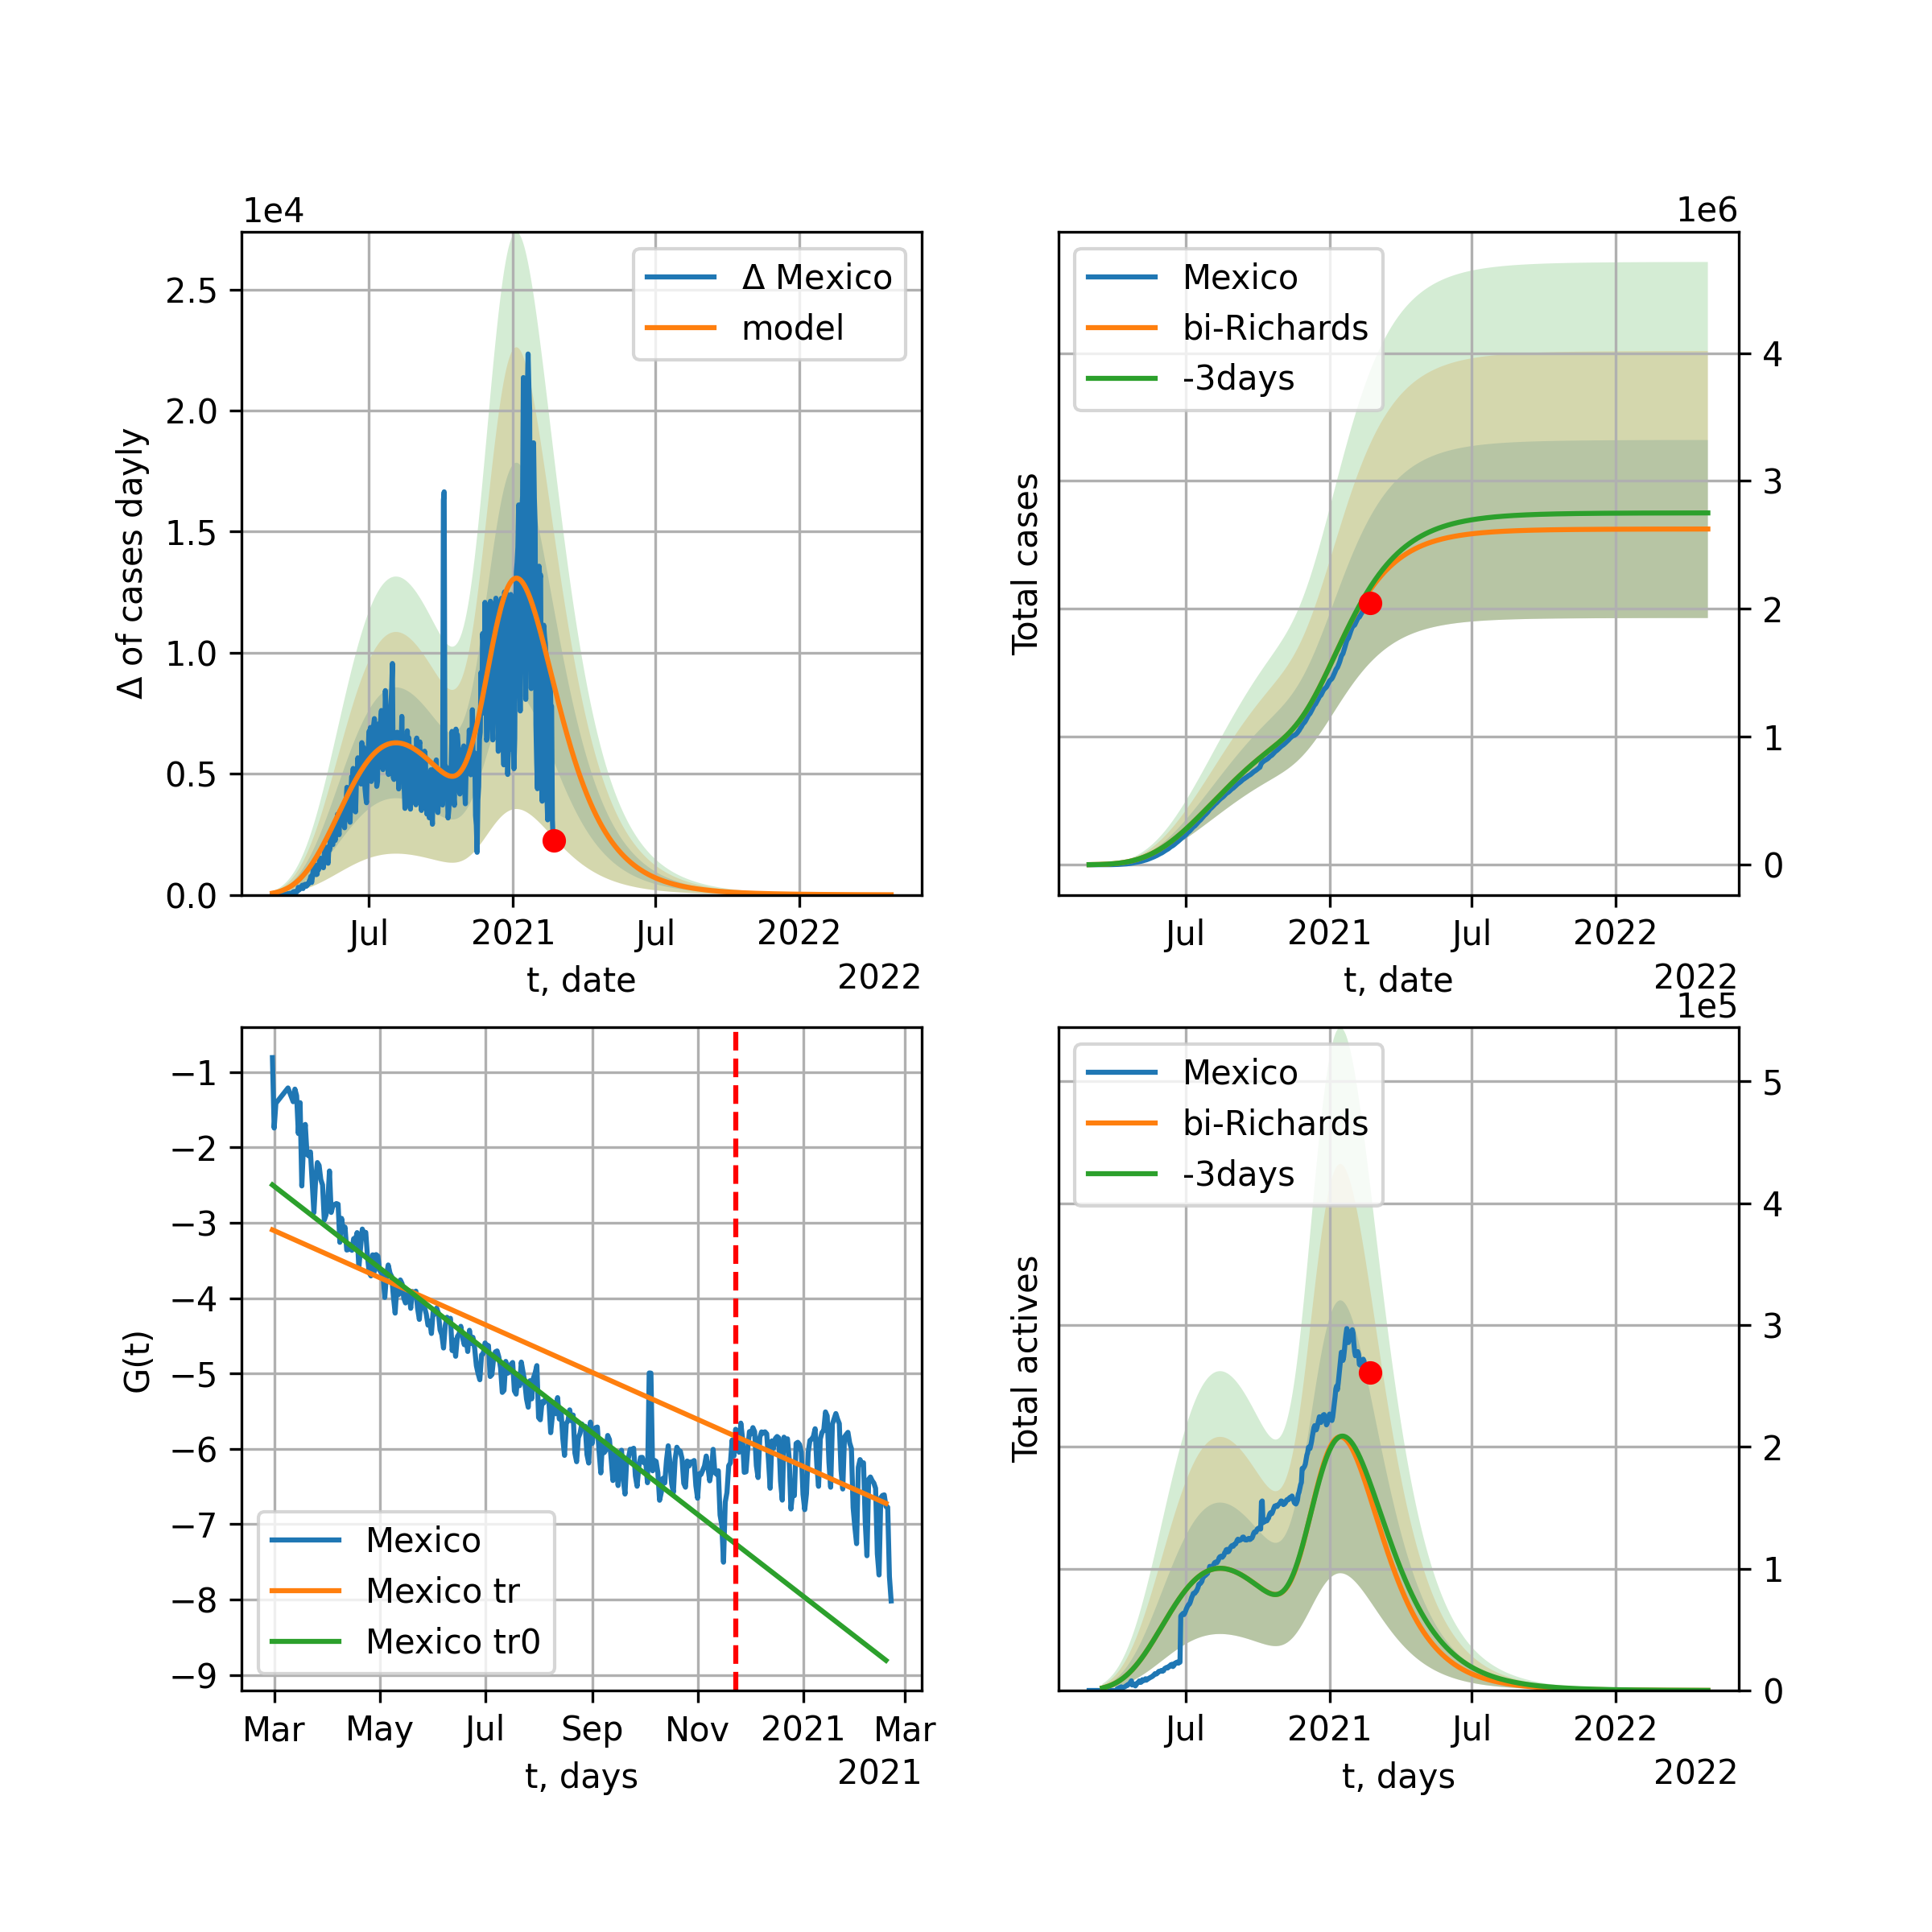 1e4
2.5
2.0
1.5
1.0
0.5
0.0
Δ of cases dayly
Δ Mexico
model
Jul 2021 Jul 2022
t, date
2022
1e6
Mexico
bi-Richards
-3days
Total cases
4
3
2
1
0
Jul 2021 Jul 2022
t, date
2022
−1
−2
−3
−4
−5
−6
−7
−8
−9
G(t)
Mexico
Mexico tr
Mexico tr0
Mar May Jul Sep Nov 2021 Mar
t, days
2021
1e5
Mexico
bi-Richards
-3days
Total actives
5
4
3
2
1
0
Jul 2021 Jul 2022
t, days
2022